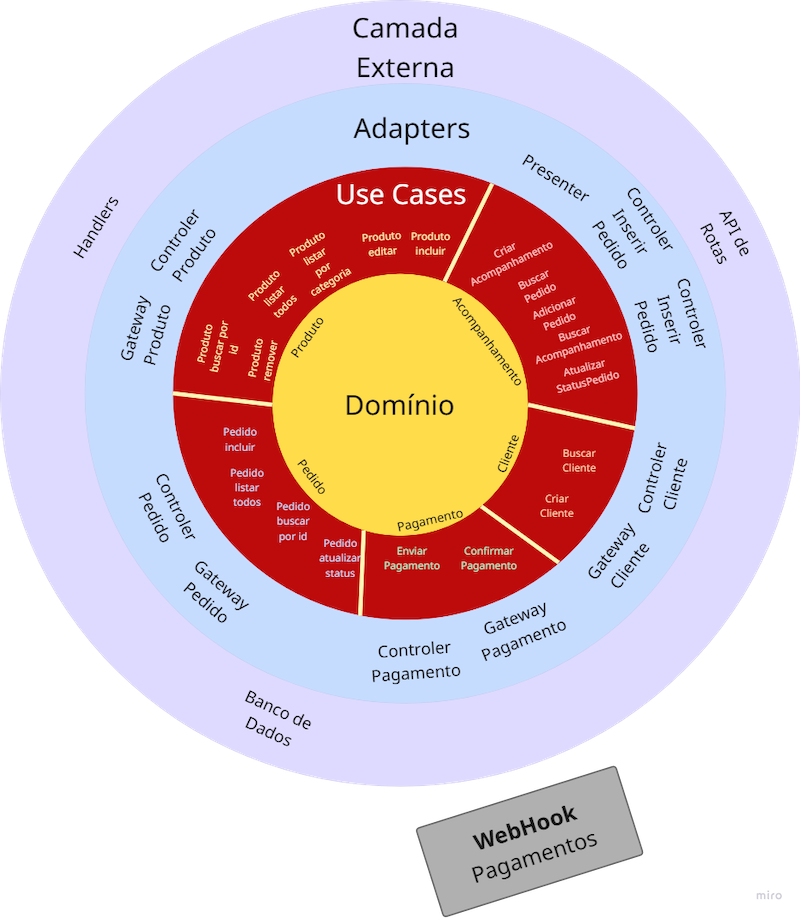 Camada
Externa
Adapters
Use Cases
Domínio
Handlers
API de
Rotas
Banco de
Dados
Controler
Produto
Gateway
Produto
Presenter
Controler
Inserir
Pedido
Controler
Inserir
Pedido
Controler
Cliente
Gateway
Cliente
Gateway
Pagamento
Controler
Pagamento
Gateway
Pedido
Controler
Pedido
Produto
editar
Produto
incluir
Produto
listar
por
categoria
Produto
listar
todos
Produto
buscar por
id
Produto
remover
Criar
Acompanhamento
Buscar
Pedido
Adicionar
Pedido
Buscar
Acompanhamento
Atualizar
StatusPedido
Buscar
Cliente
Criar
Cliente
Enviar
Pagamento
Confirmar
Pagamento
Pedido
incluir
Pedido
listar
todos
Pedido
buscar
por id
Pedido
atualizar
status
Produto
Acompanhamento
Cliente
Pagamento
Pedido
WebHook
Pagamentos
miro